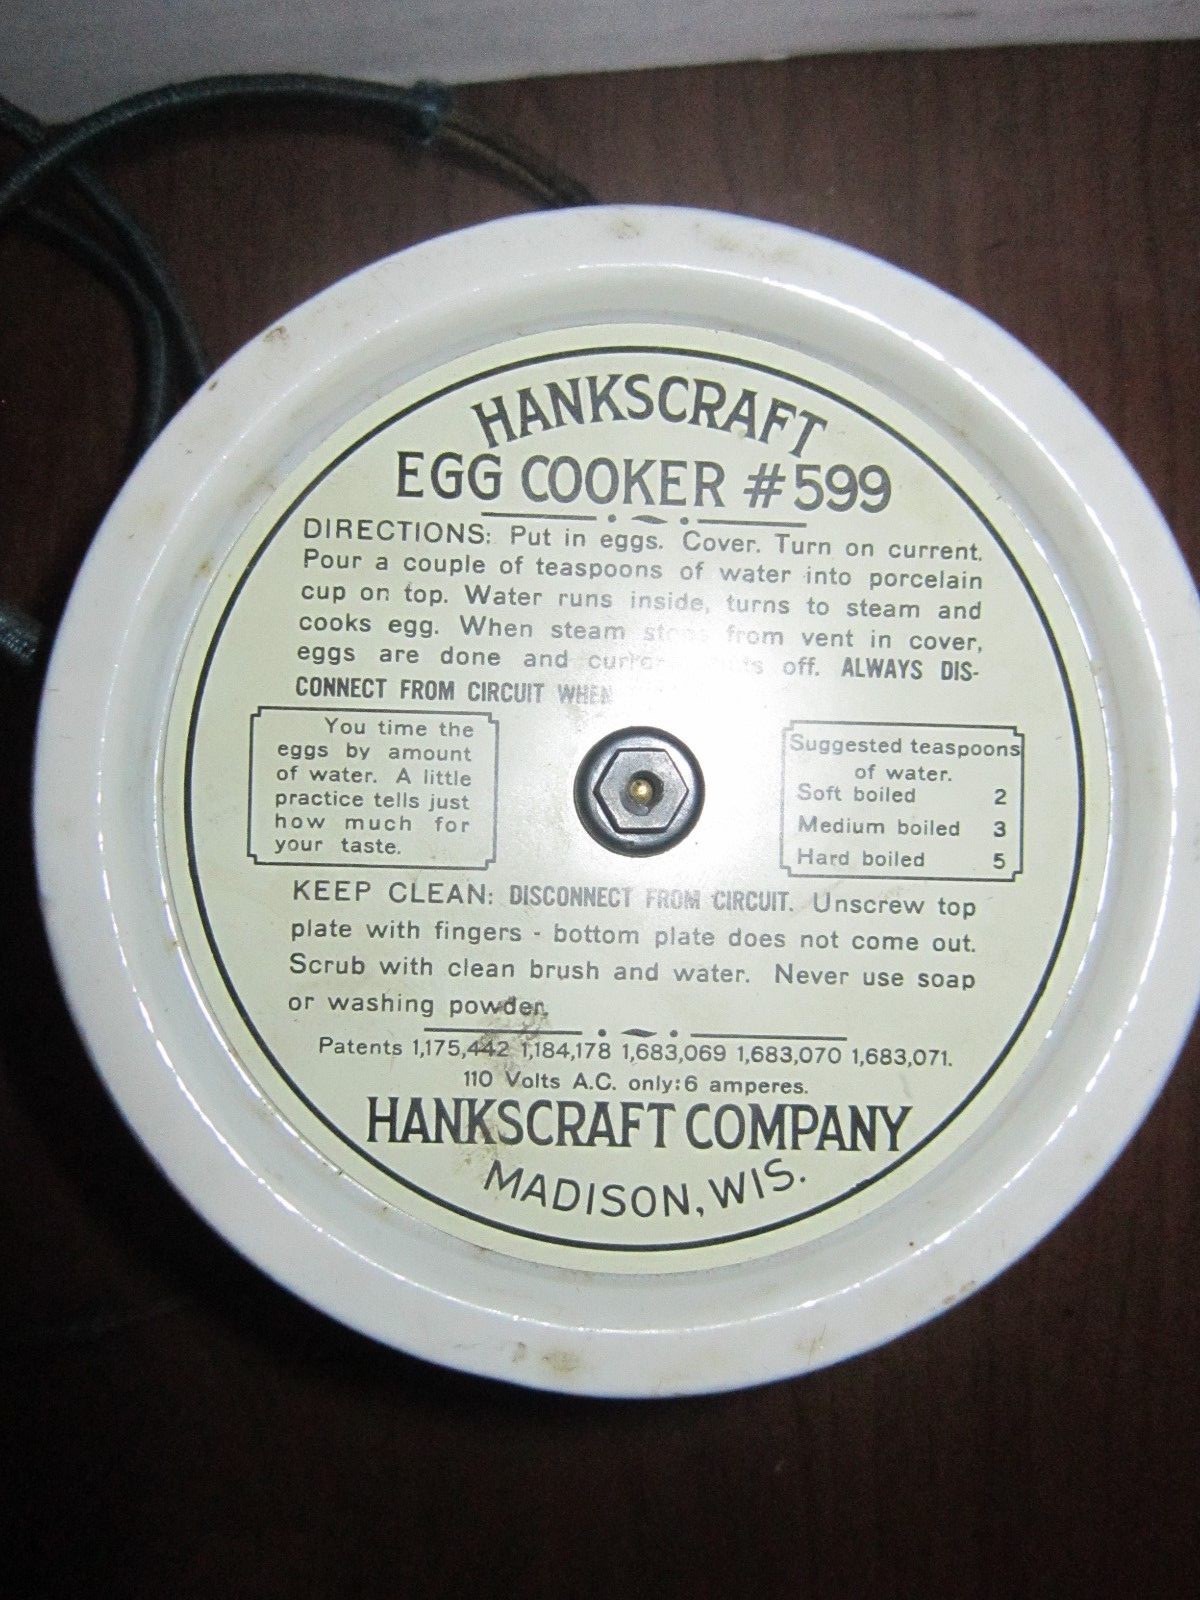 HANKSCRAFT
EGG COOKER #599
DIRECTIONS: Put in eggs. Cover. Turn on current.
Pour a couple of teaspoons of water into porcelain
cup on top. Water runs inside, turns to steam and
cooks egg. When steam stops from vent in cover,
eggs are done and off. ALWAYS DIS-
CONNECT FROM CIRCUIT WHEN
You time the
eggs by amount
of water. A little
practice tells just
how much for
your taste.
Suggested teaspoons
of water.
Soft boiled 2
Medium boiled 3
Hard boiled 5
KEEP CLEAN: DISCONNECT FROM CIRCUIT. Unscrew top
plate with fingers - bottom plate does not come out.
Scrub with clean brush and water. Never use soap
or washing powder.
Patents 1,175,442 1,184,178 1,683,069 1,683,070 1,683,071.
110 Volts A.C. only: 6 amperes.
HANKSCRAFT COMPANY
MADISON, WIS.